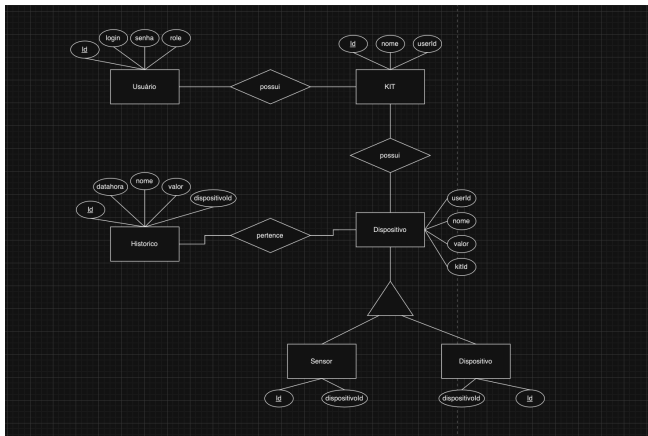 Id
login
senha
role
Usuário
possui
Id
nome
userId
KIT
possui
Id
datahora
nome
valor
dispositivoId
Historico
pertence
Dispositivo
userId
nome
valor
kitId
Sensor
Id
dispositivoId
Dispositivo
dispositivoId
Id